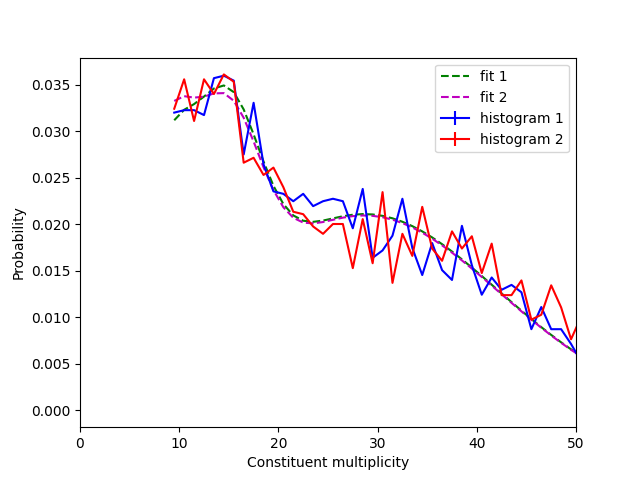 0.035
0.030
0.025
0.020
0.015
0.010
0.005
0.000
Probability
0 10 20 30 40 50
Constituent multiplicity
fit 1
fit 2
histogram 1
histogram 2